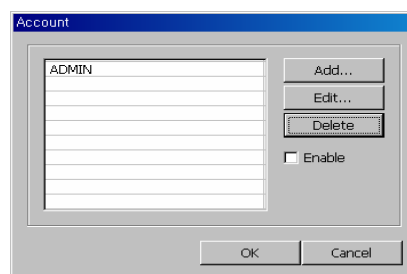 Account
ADMIN
Add...
Edit...
Delete
Enable
OK
Cancel